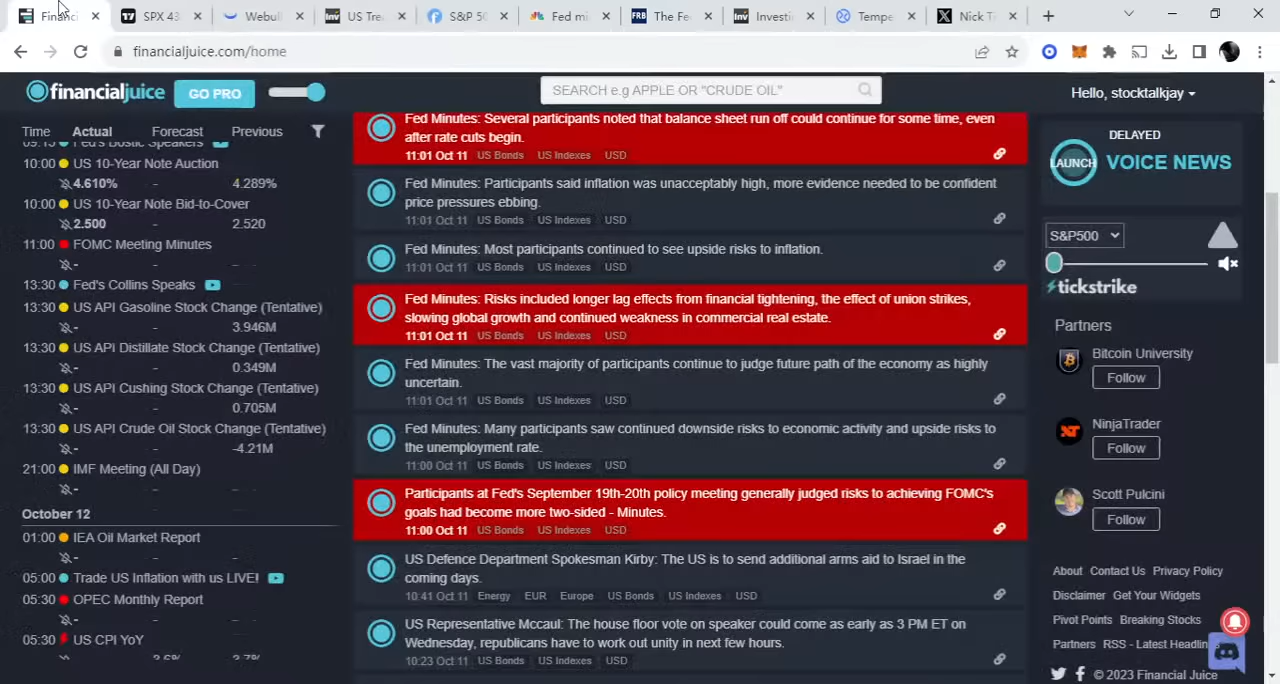 Financi
SPX 43
Webull
US Tre
S&P 50
Fed mi
The Fe
Investi
Tempe
Nick Ti
financialjuice.com/home
financialjuice
GO PRO
SEARCH e.g APPLE OR "CRUDE OIL"
Hello, stocktalkjay
Time Actual Forecast Previous
09:15 Fed's Bostic Speakers
10:00 US 10-Year Note Auction
4.610% - 4.289%
10:00 US 10-Year Note Bid-to-Cover
2.500 - 2.520
11:00 FOMC Meeting Minutes
- - -
13:30 Fed's Collins Speaks
13:30 US API Gasoline Stock Change (Tentative)
- - 3.946M
13:30 US API Distillate Stock Change (Tentative)
- - 0.349M
13:30 US API Cushing Stock Change (Tentative)
- - 0.705M
13:30 US API Crude Oil Stock Change (Tentative)
- - -4.21M
21:00 IMF Meeting (All Day)
- - -
October 12
01:00 IEA Oil Market Report
- - -
05:00 Trade US Inflation with us LIVE!
05:30 OPEC Monthly Report
- - -
05:30 US CPI YoY
- 3.6% 3.7%
Fed Minutes: Several participants noted that balance sheet run off could continue for some time, even
after rate cuts begin.
11:01 Oct 11 US Bonds US Indexes USD
Fed Minutes: Participants said inflation was unacceptably high, more evidence needed to be confident
price pressures ebbing.
11:01 Oct 11 US Bonds US Indexes USD
Fed Minutes: Most participants continued to see upside risks to inflation.
11:01 Oct 11 US Bonds US Indexes USD
Fed Minutes: Risks included longer lag effects from financial tightening, the effect of union strikes,
slowing global growth and continued weakness in commercial real estate.
11:01 Oct 11 US Bonds US Indexes USD
Fed Minutes: The vast majority of participants continue to judge future path of the economy as highly
uncertain.
11:01 Oct 11 US Bonds US Indexes USD
Fed Minutes: Many participants saw continued downside risks to economic activity and upside risks to
the unemployment rate.
11:00 Oct 11 US Bonds US Indexes USD
Participants at Fed's September 19th-20th policy meeting generally judged risks to achieving FOMC's
goals had become more two-sided - Minutes.
11:00 Oct 11 US Bonds US Indexes USD
US Defence Department Spokesman Kirby: The US is to send additional arms aid to Israel in the
coming days.
10:41 Oct 11 Energy EUR Europe US Bonds US Indexes USD
US Representative Mccaul: The house floor vote on speaker could come as early as 3 PM ET on
Wednesday, republicans have to work out unity in next few hours.
10:23 Oct 11 US Bonds US Indexes USD
DELAYED
LAUNCH VOICE NEWS
S&P500
tickstrike
Partners
Bitcoin University
Follow
NinjaTrader
Follow
Scott Pulcini
Follow
About Contact Us Privacy Policy
Disclaimer Get Your Widgets
Pivot Points Breaking Stocks
Partners RSS - Latest Headlin
© 2023 Financial Juice